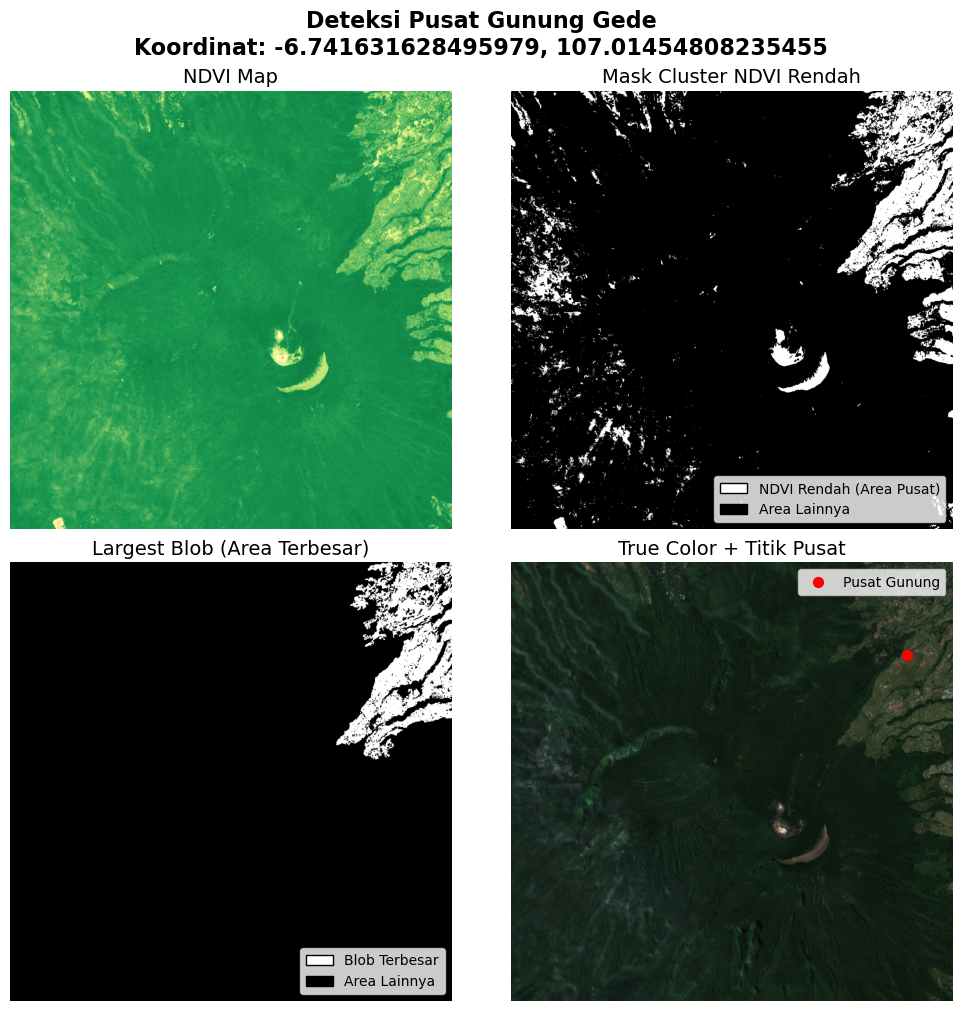 Deteksi Pusat Gunung Gede
Koordinat: -6.741631628495979, 107.01454808235455
NDVI Map
Mask Cluster NDVI Rendah
NDVI Rendah (Area Pusat)
Area Lainnya
Largest Blob (Area Terbesar)
Blob Terbesar
Area Lainnya
True Color + Titik Pusat
Pusat Gunung